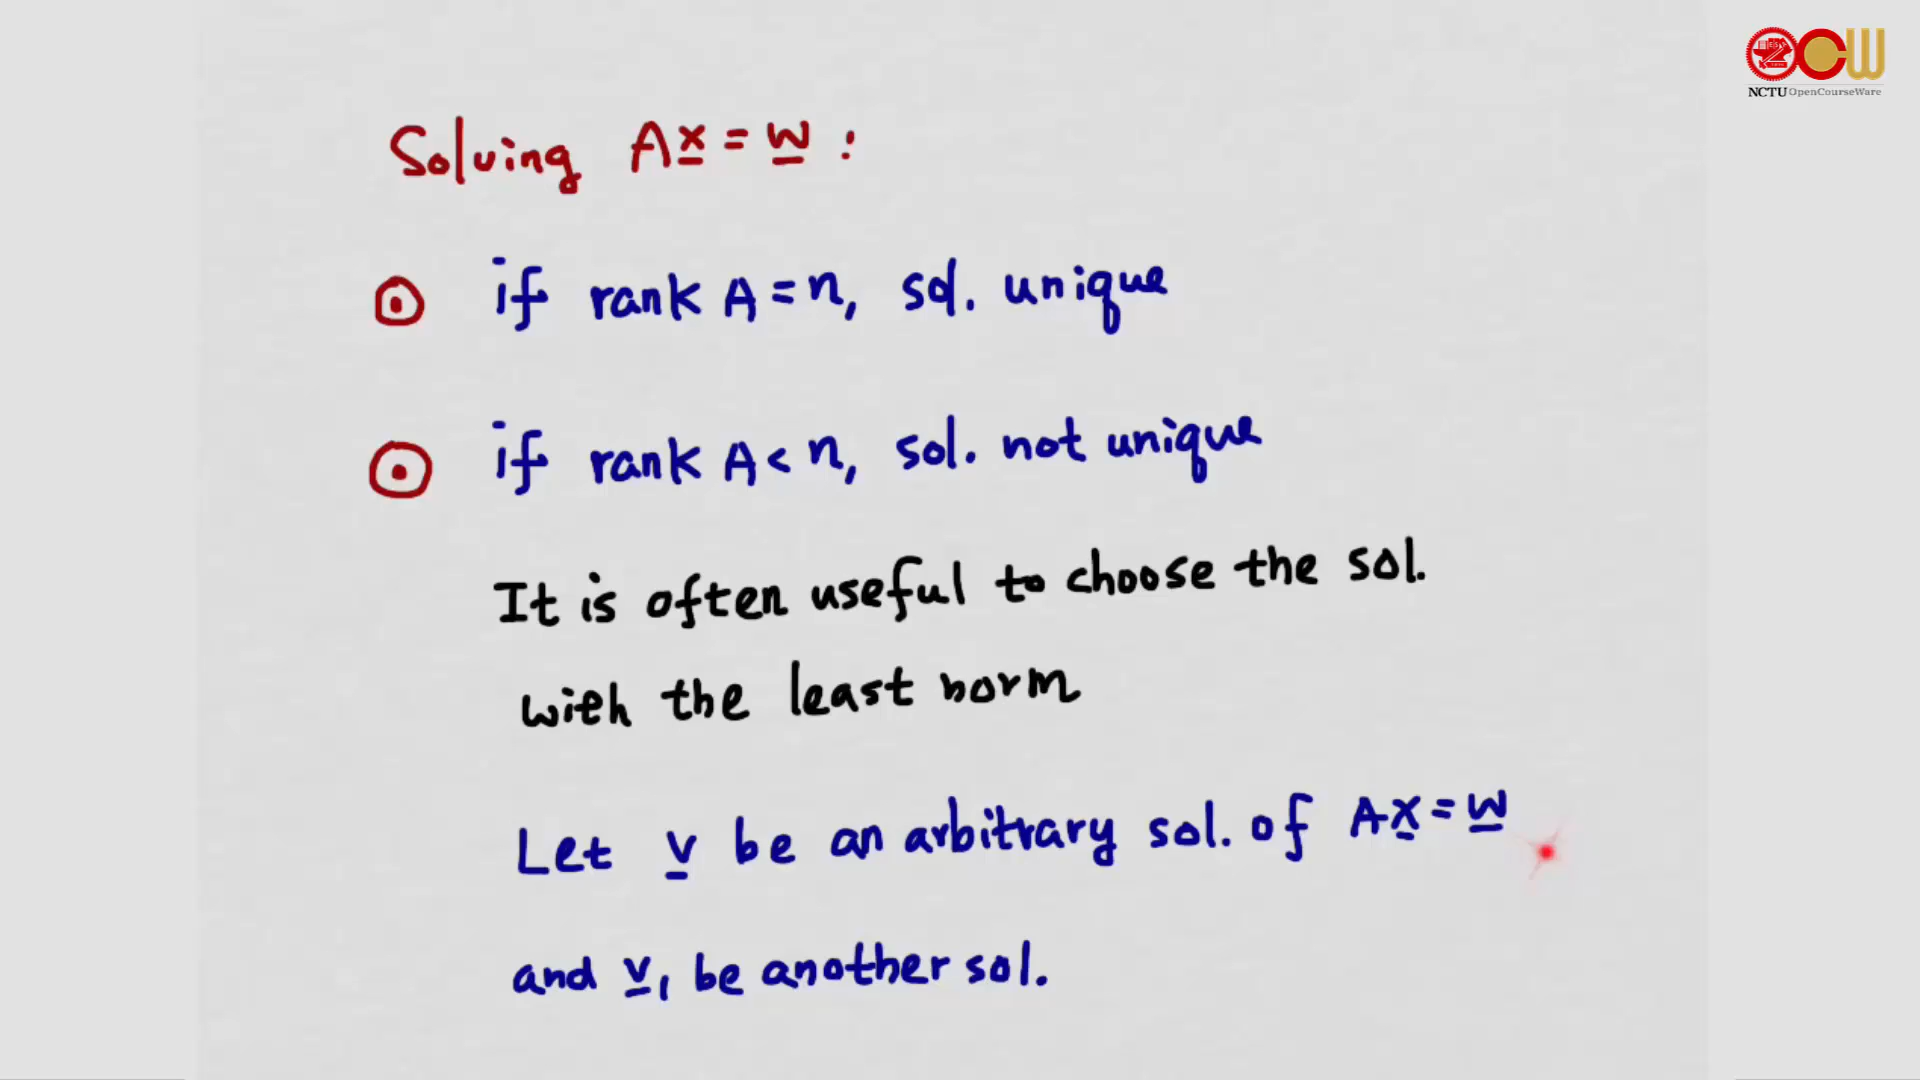 NCTU OpenCourseWare
Solving Ax = w :
⊙ if rank A = n, sol. unique
⊙ if rank A < n, sol. not unique
It is often useful to choose the sol.
with the least norm
Let v be an arbitrary sol. of Ax = w
and v₁ be another sol.